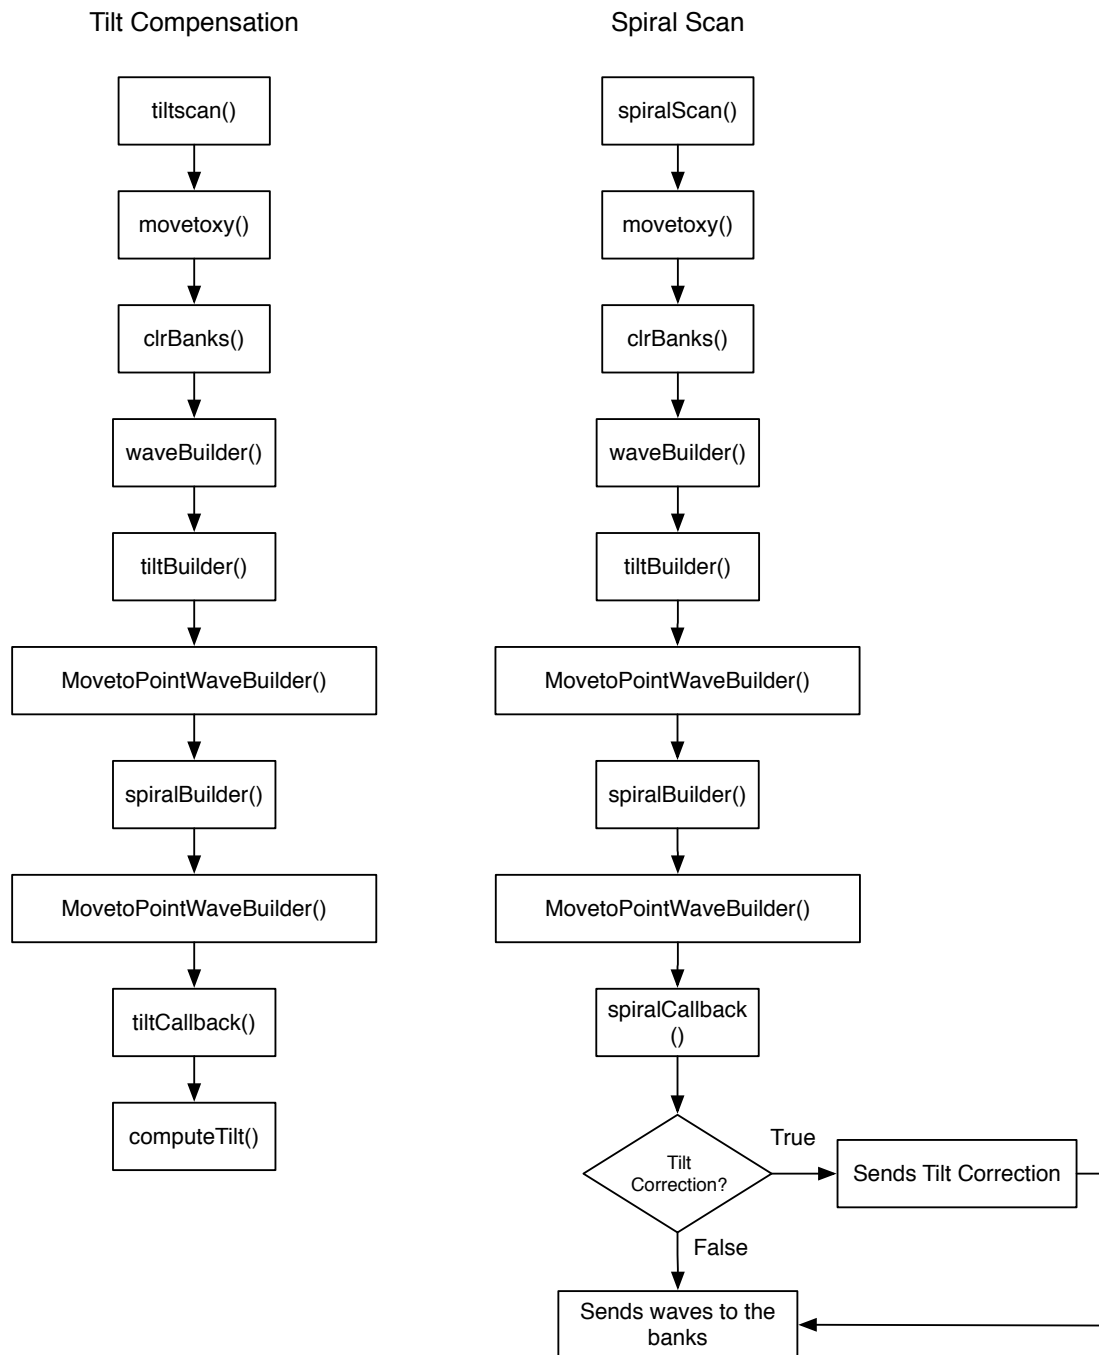 Tilt Compensation
tiltscan()
movetoxy()
clrBanks()
waveBuilder()
tiltBuilder()
MovetoPointWaveBuilder()
spiralBuilder()
MovetoPointWaveBuilder()
tiltCallback()
computeTilt()
Spiral Scan
spiralScan()
movetoxy()
clrBanks()
waveBuilder()
tiltBuilder()
MovetoPointWaveBuilder()
spiralBuilder()
MovetoPointWaveBuilder()
spiralCallback
()
Tilt
Correction?
True
Sends Tilt Correction
False
Sends waves to the
banks